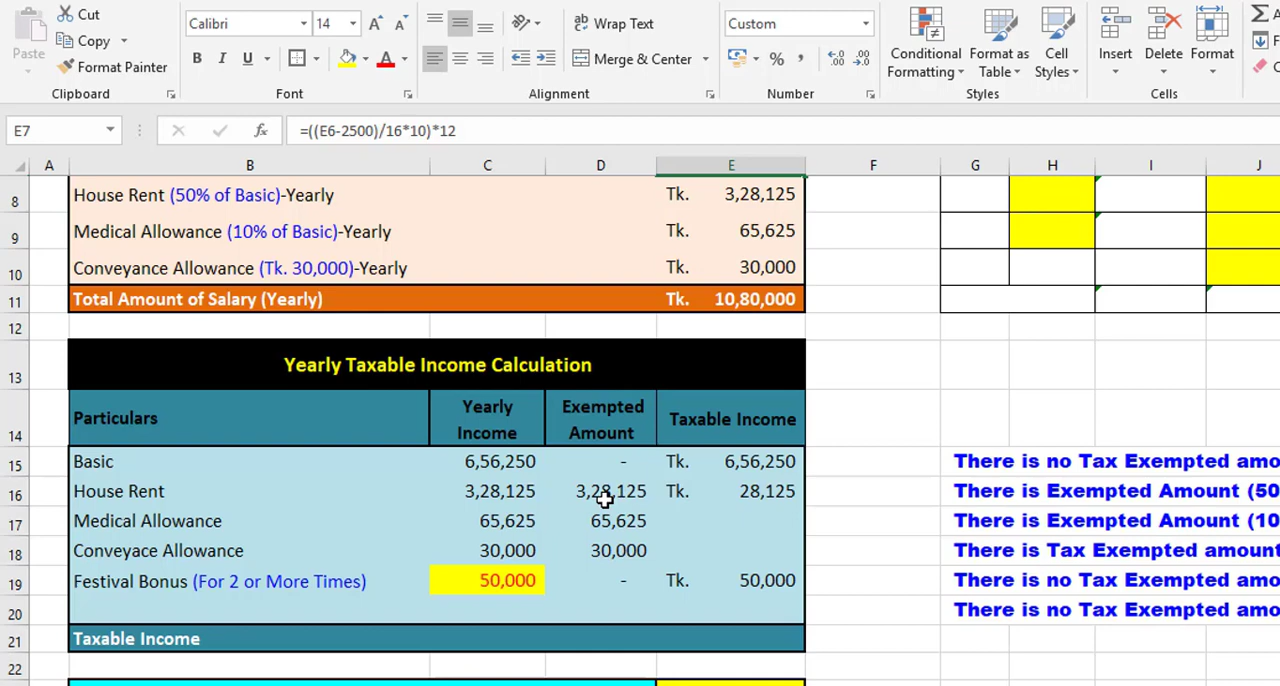 Cut
Calibri 14 Wrap Text Custom
Paste Copy Conditional Format as Cell Insert Delete Format
Format Painter B I U A Merge & Center % , Formatting Table Styles
Clipboard Font Alignment Number Styles Cells
E7 fx =((E6-2500)/16*10)*12
A B C D E F G H I J
8 House Rent (50% of Basic)-Yearly Tk. 3,28,125
9 Medical Allowance (10% of Basic)-Yearly Tk. 65,625
10 Conveyance Allowance (Tk. 30,000)-Yearly Tk. 30,000
11 Total Amount of Salary (Yearly) Tk. 10,80,000
12
13 Yearly Taxable Income Calculation
14 Particulars Yearly Income Exempted Amount Taxable Income
15 Basic 6,56,250 - Tk. 6,56,250 There is no Tax Exempted amo
16 House Rent 3,28,125 3,28,125 Tk. 28,125 There is Exempted Amount (50
17 Medical Allowance 65,625 65,625 There is Exempted Amount (10
18 Conveyace Allowance 30,000 30,000 There is Tax Exempted amount
19 Festival Bonus (For 2 or More Times) 50,000 - Tk. 50,000 There is no Tax Exempted amo
20 There is no Tax Exempted amo
21 Taxable Income
22